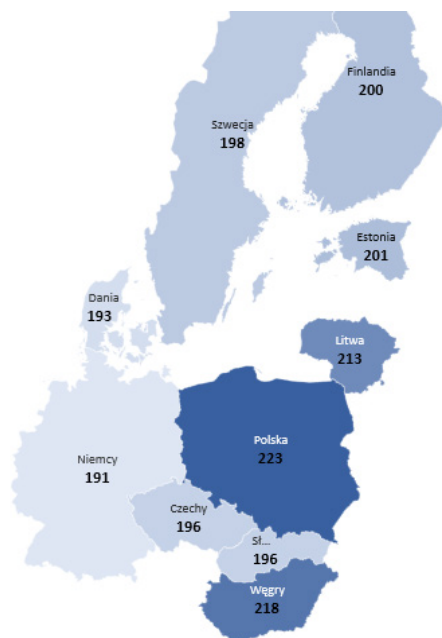 Finlandia
200
Szwecja
198
Estonia
201
Dania
193
Litwa
213
Polska
223
Niemcy
191
Czechy
196
Sł...
196
Węgry
218